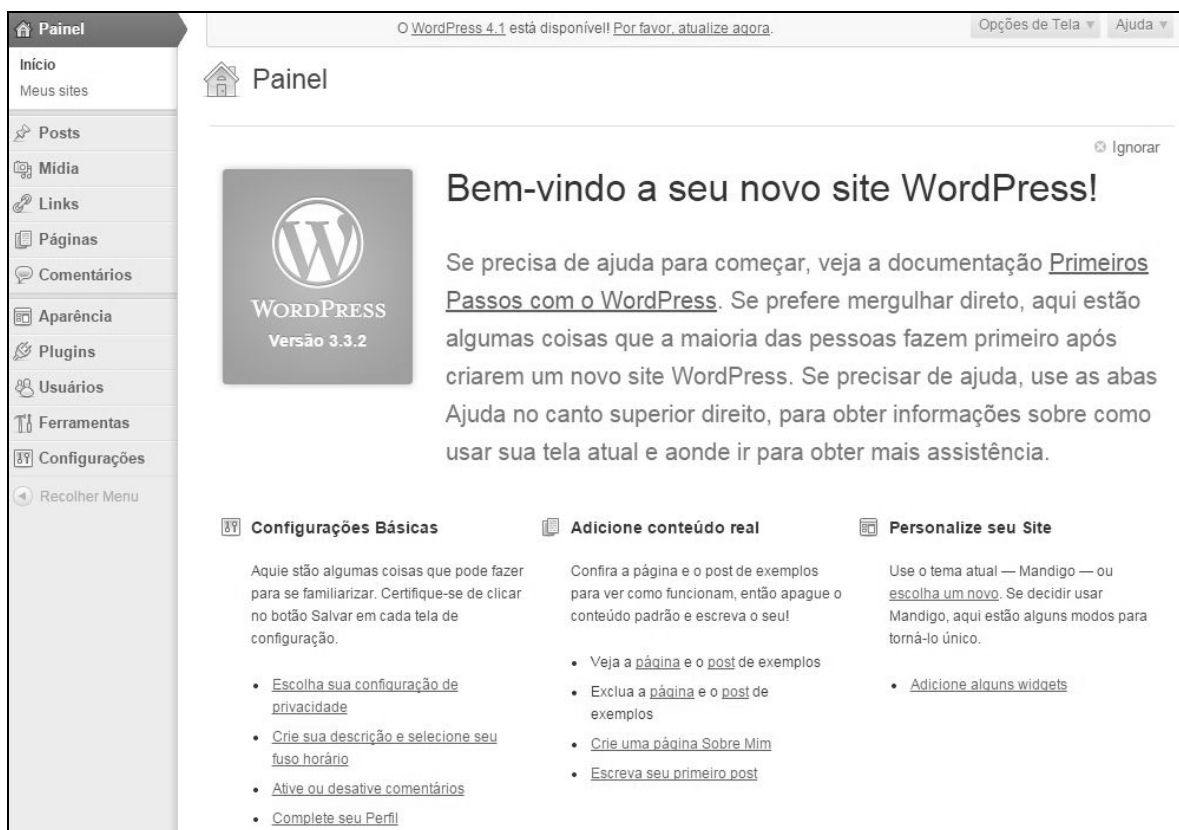 Painel
Início
Meus sites
Posts
Mídia
Links
Páginas
Comentários
Aparência
Plugins
Usuários
Ferramentas
Configurações
Recolher Menu
O WordPress 4.1 está disponível! Por favor, atualize agora.
Opções de Tela
Ajuda
Painel
Ignorar
WORDPRESS
Versão 3.3.2
Bem-vindo a seu novo site WordPress!
Se precisa de ajuda para começar, veja a documentação Primeiros
Passos com o WordPress. Se prefere mergulhar direto, aqui estão
algumas coisas que a maioria das pessoas fazem primeiro após
criarem um novo site WordPress. Se precisar de ajuda, use as abas
Ajuda no canto superior direito, para obter informações sobre como
usar sua tela atual e aonde ir para obter mais assistência.
Configurações Básicas
Aquie stão algumas coisas que pode fazer
para se familiarizar. Certifique-se de clicar
no botão Salvar em cada tela de
configuração.
• Escolha sua configuração de
privacidade
• Crie sua descrição e selecione seu
fuso horário
• Ative ou desative comentários
• Complete seu Perfil
Adicione conteúdo real
Confira a página e o post de exemplos
para ver como funcionam, então apague o
conteúdo padrão e escreva o seu!
• Veja a página e o post de exemplos
• Exclua a página e o post de
exemplos
• Crie uma página Sobre Mim
• Escreva seu primeiro post
Personalize seu Site
Use o tema atual — Mandigo — ou
escolha um novo. Se decidir usar
Mandigo, aqui estão alguns modos para
torná-lo único.
• Adicione alguns widgets